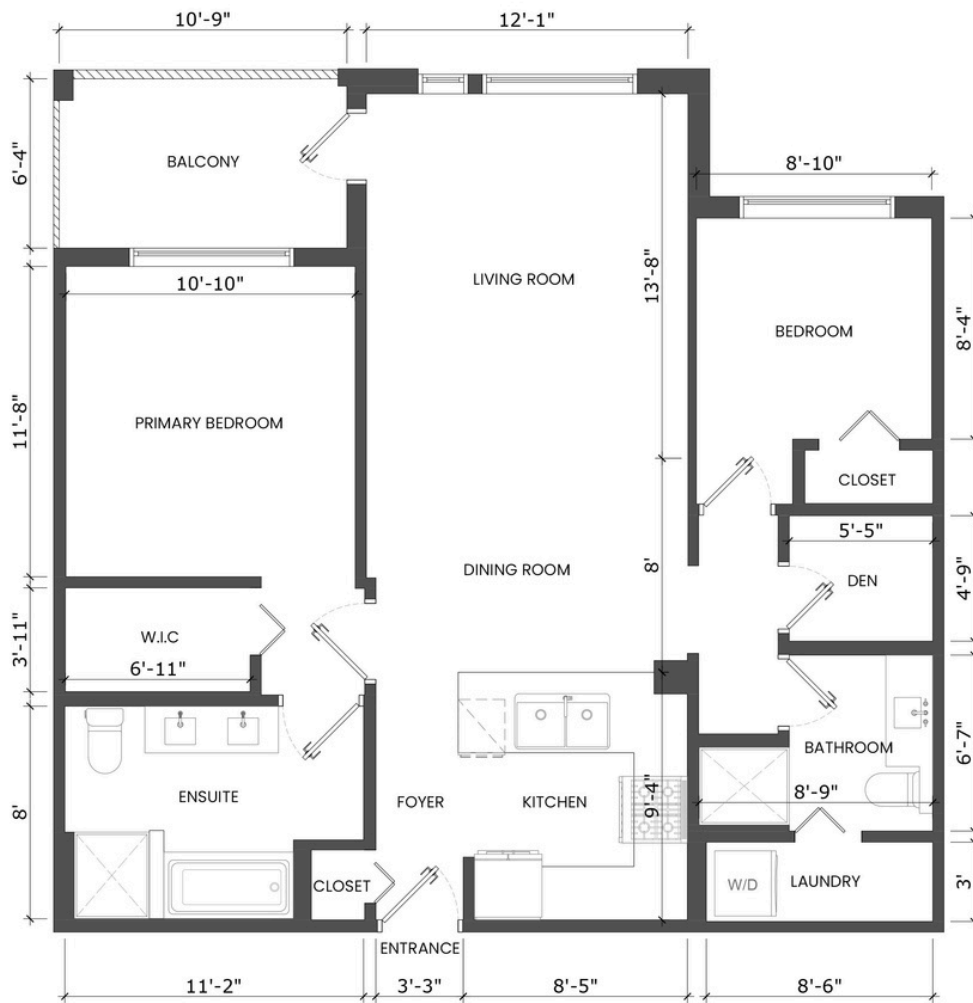 10'-9"
12'-1"
6'-4"
BALCONY
8'-10"
10'-10"
LIVING ROOM
13'-8"
BEDROOM
8'-4"
11'-8"
PRIMARY BEDROOM
CLOSET
5'-5"
DINING ROOM
8'
DEN
4'-9"
3'-11"
W.I.C
6'-11"
BATHROOM
6'-7"
8'
ENSUITE
FOYER
KITCHEN
9'-4"
8'-9"
CLOSET
W/D
LAUNDRY
3'
ENTRANCE
11'-2"
3'-3"
8'-5"
8'-6"